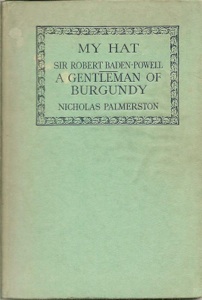 MY HAT
SIR ROBERT BADEN-POWELL
A GENTLEMAN OF
BURGUNDY
NICHOLAS PALMERSTON